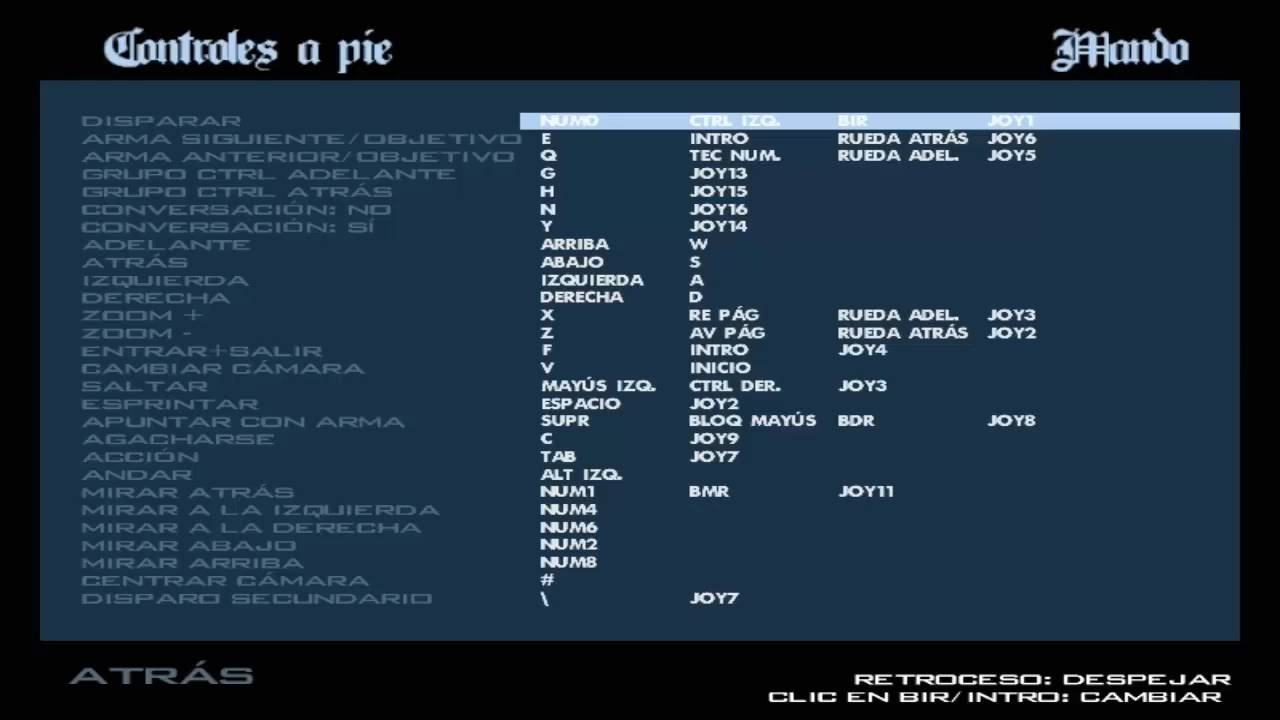 Controles a pie Mando
DISPARAR NUM0 CTRL IZQ. BIR JOY1
ARMA SIGUIENTE/OBJETIVO E INTRO RUEDA ATRÁS JOY6
ARMA ANTERIOR/OBJETIVO Q TEC NUM. RUEDA ADEL. JOY5
GRUPO CTRL ADELANTE G JOY13
GRUPO CTRL ATRÁS H JOY15
CONVERSACIÓN: NO N JOY16
CONVERSACIÓN: SÍ Y JOY14
ADELANTE ARRIBA W
ATRÁS ABAJO S
IZQUIERDA IZQUIERDA A
DERECHA DERECHA D
ZOOM + X RE PÁG RUEDA ADEL. JOY3
ZOOM - Z AV PÁG RUEDA ATRÁS JOY2
ENTRAR+SALIR F INTRO JOY4
CAMBIAR CÁMARA V INICIO
SALTAR MAYÚS IZQ. CTRL DER. JOY3
ESPRINTAR ESPACIO JOY2
APUNTAR CON ARMA SUPR BLOQ MAYÚS BDR JOY8
AGACHARSE C JOY9
ACCIÓN TAB JOY7
ANDAR ALT IZQ.
MIRAR ATRÁS NUM1 BMR JOY11
MIRAR A LA IZQUIERDA NUM4
MIRAR A LA DERECHA NUM6
MIRAR ABAJO NUM2
MIRAR ARRIBA NUM8
CENTRAR CÁMARA #
DISPARO SECUNDARIO \ JOY7
ATRÁS RETROCESO: DESPEJAR
CLIC EN BIR/INTRO: CAMBIAR